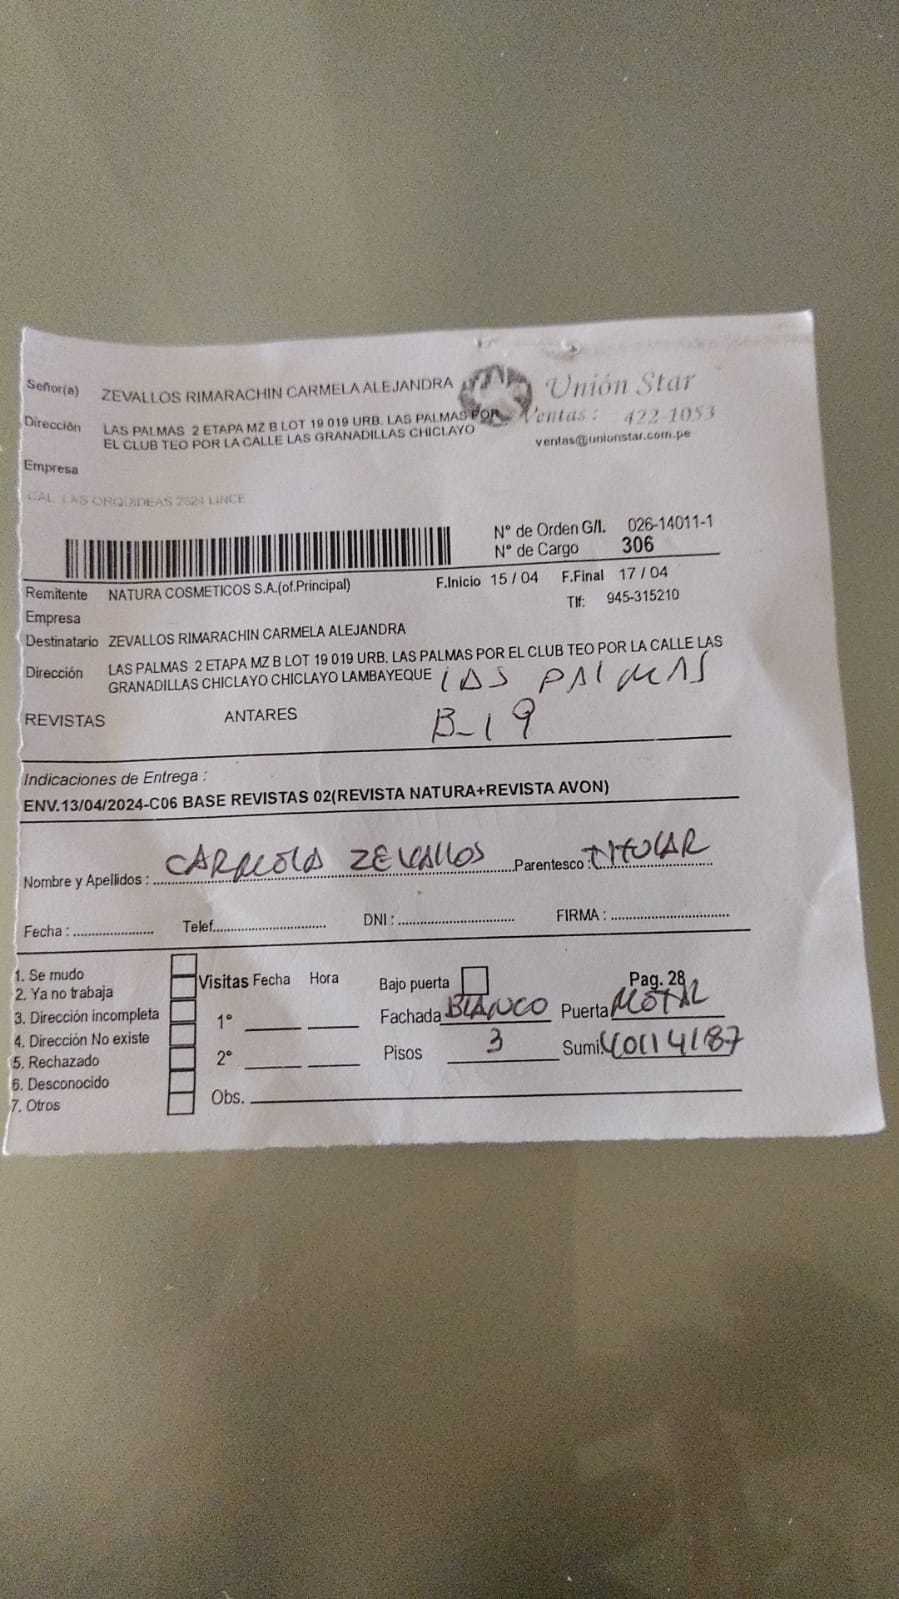 Señor(a) ZEVALLOS RIMARACHIN CARMELA ALEJANDRA
Unión Star
Dirección LAS PALMAS 2 ETAPA MZ B LOT 19 019 URB. LAS PALMAS POR
EL CLUB TEO POR LA CALLE LAS GRANADILLAS CHICLAYO
Ventas : 422-1053
ventas@unionstar.com.pe
Empresa
CAL. LAS ORQUIDEAS 2624 LINCE
N° de Orden G/I. 026-14011-1
N° de Cargo 306
Remitente NATURA COSMETICOS S.A.(of.Principal) F.Inicio 15 / 04 F.Final 17 / 04
Empresa Tlf: 945-315210
Destinatario ZEVALLOS RIMARACHIN CARMELA ALEJANDRA
Dirección LAS PALMAS 2 ETAPA MZ B LOT 19 019 URB. LAS PALMAS POR EL CLUB TEO POR LA CALLE LAS
GRANADILLAS CHICLAYO CHICLAYO LAMBAYEQUE LAS PALMAS
REVISTAS ANTARES B-19
Indicaciones de Entrega :
ENV.13/04/2024-C06 BASE REVISTAS 02(REVISTA NATURA+REVISTA AVON)
Nombre y Apellidos : ZEVALLOS Parentesco : TITULAR
Fecha : Telef. DNI : FIRMA :
1. Se mudo
2. Ya no trabaja
3. Dirección incompleta
4. Dirección No existe
5. Rechazado
6. Desconocido
7. Otros
Visitas Fecha Hora Bajo puerta Pag. 28
1° Fachada BLANCO Puerta METAL
2° Pisos 3 Sumi.
Obs.